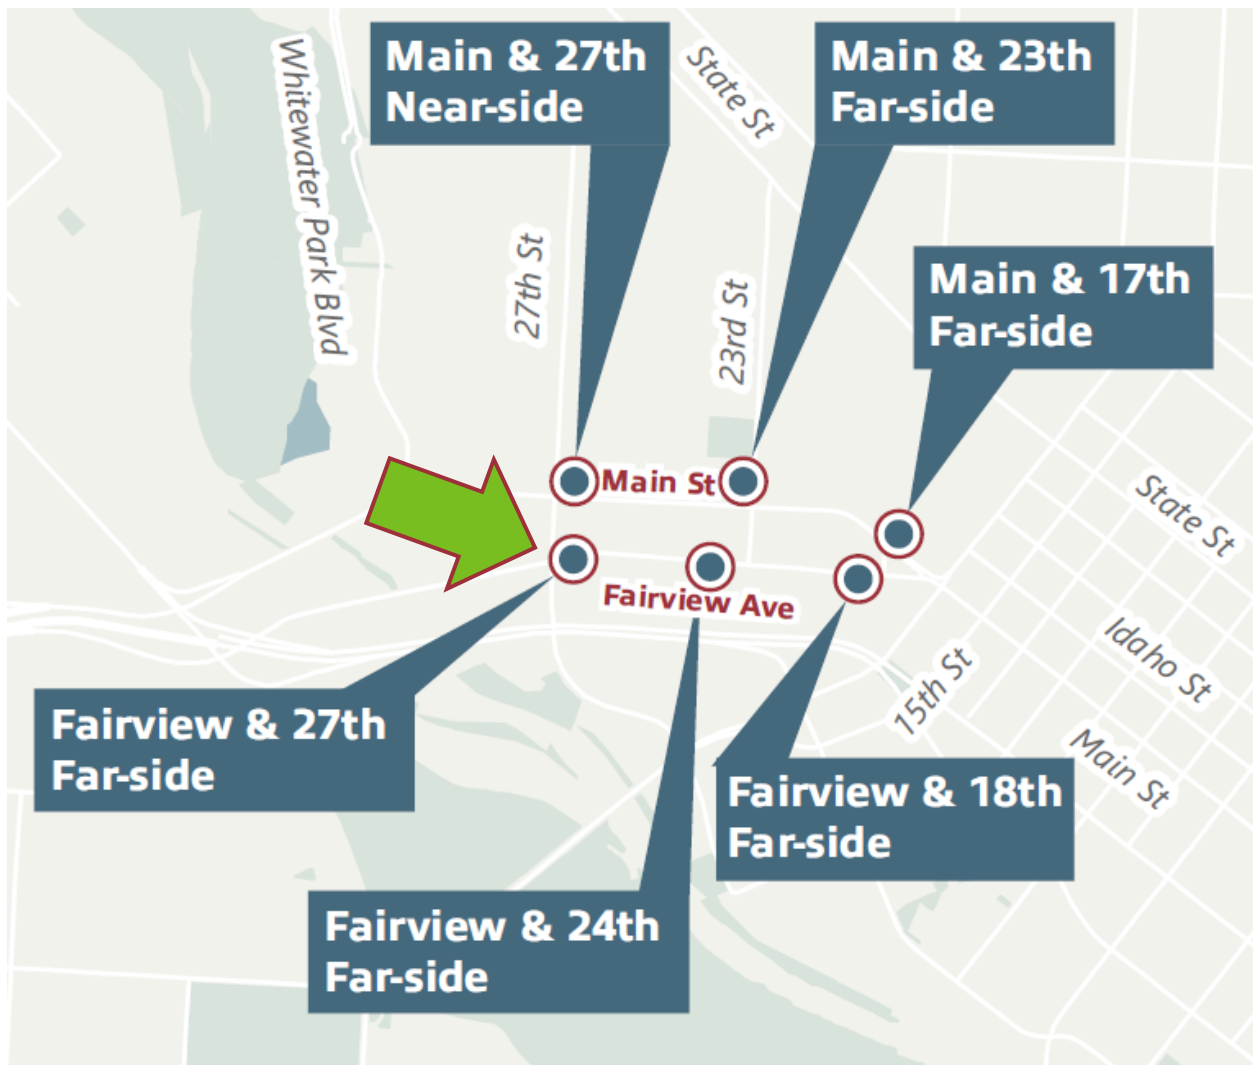 Main & 27th
Near-side
Main & 23th
Far-side
State St
Whitewater Park Blvd
27th St
23rd St
Main & 17th
Far-side
Main St
State St
Fairview Ave
Idaho St
15th St
Main St
Fairview & 27th
Far-side
Fairview & 18th
Far-side
Fairview & 24th
Far-side